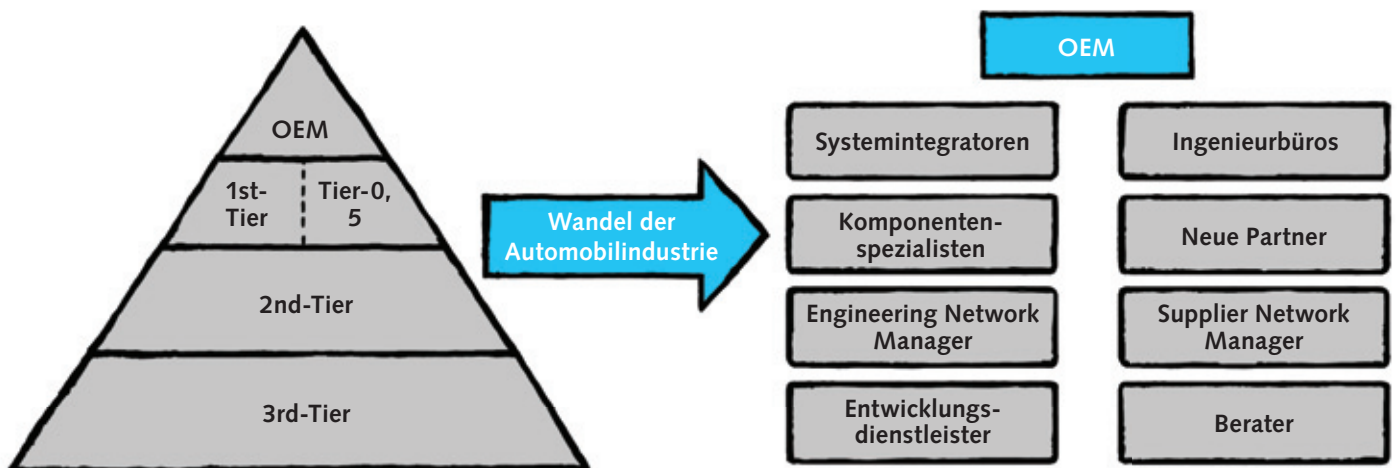 OEM
1st-
Tier
Tier-0,
5
2nd-Tier
3rd-Tier
Wandel der
Automobilindustrie
OEM
Systemintegratoren
Ingenieurbüros
Komponenten-
spezialisten
Neue Partner
Engineering Network
Manager
Supplier Network
Manager
Entwicklungs-
dienstleister
Berater